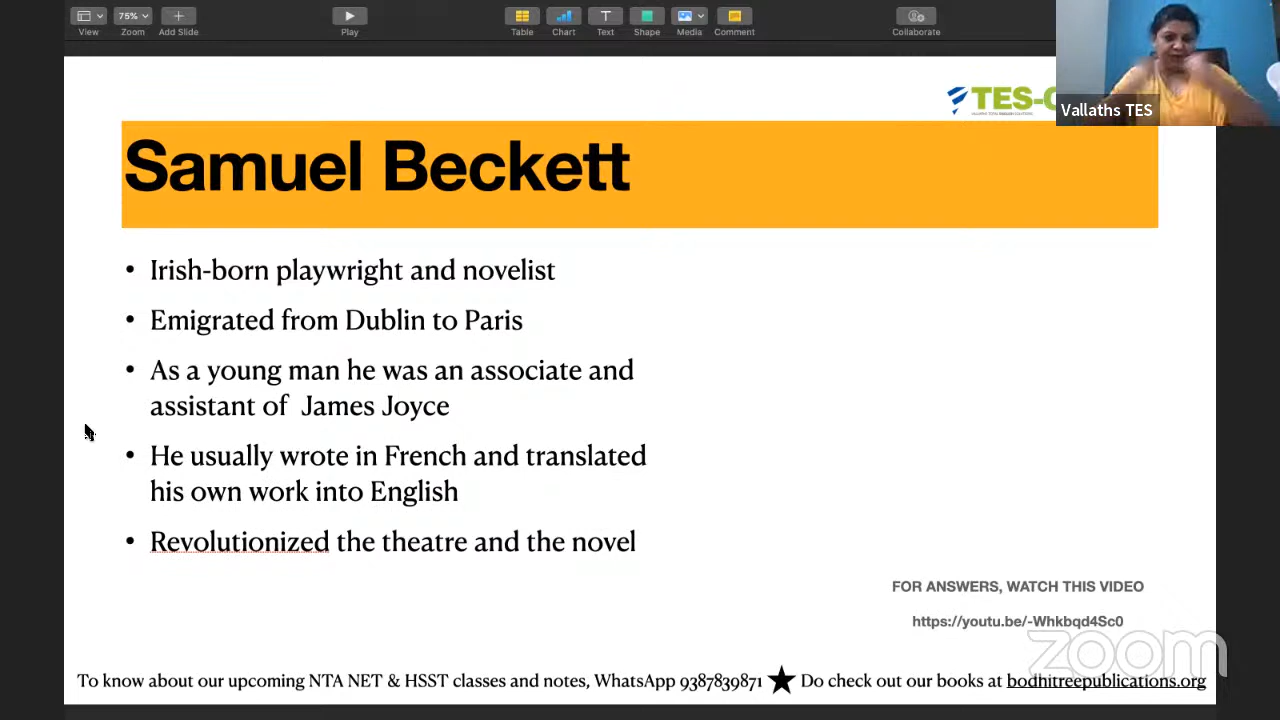 View
75%
Zoom
Add Slide
Play
Table
Chart
Text
Shape
Media
Comment
Collaborate
TES-
Vallaths TES
Samuel Beckett
• Irish-born playwright and novelist
• Emigrated from Dublin to Paris
• As a young man he was an associate and
assistant of James Joyce
• He usually wrote in French and translated
his own work into English
• Revolutionized the theatre and the novel
FOR ANSWERS, WATCH THIS VIDEO
https://youtu.be/-Whkbqd4Sc0
zoom
To know about our upcoming NTA NET & HSST classes and notes, WhatsApp 9387839871 ★ Do check out our books at bodhitreepublications.org